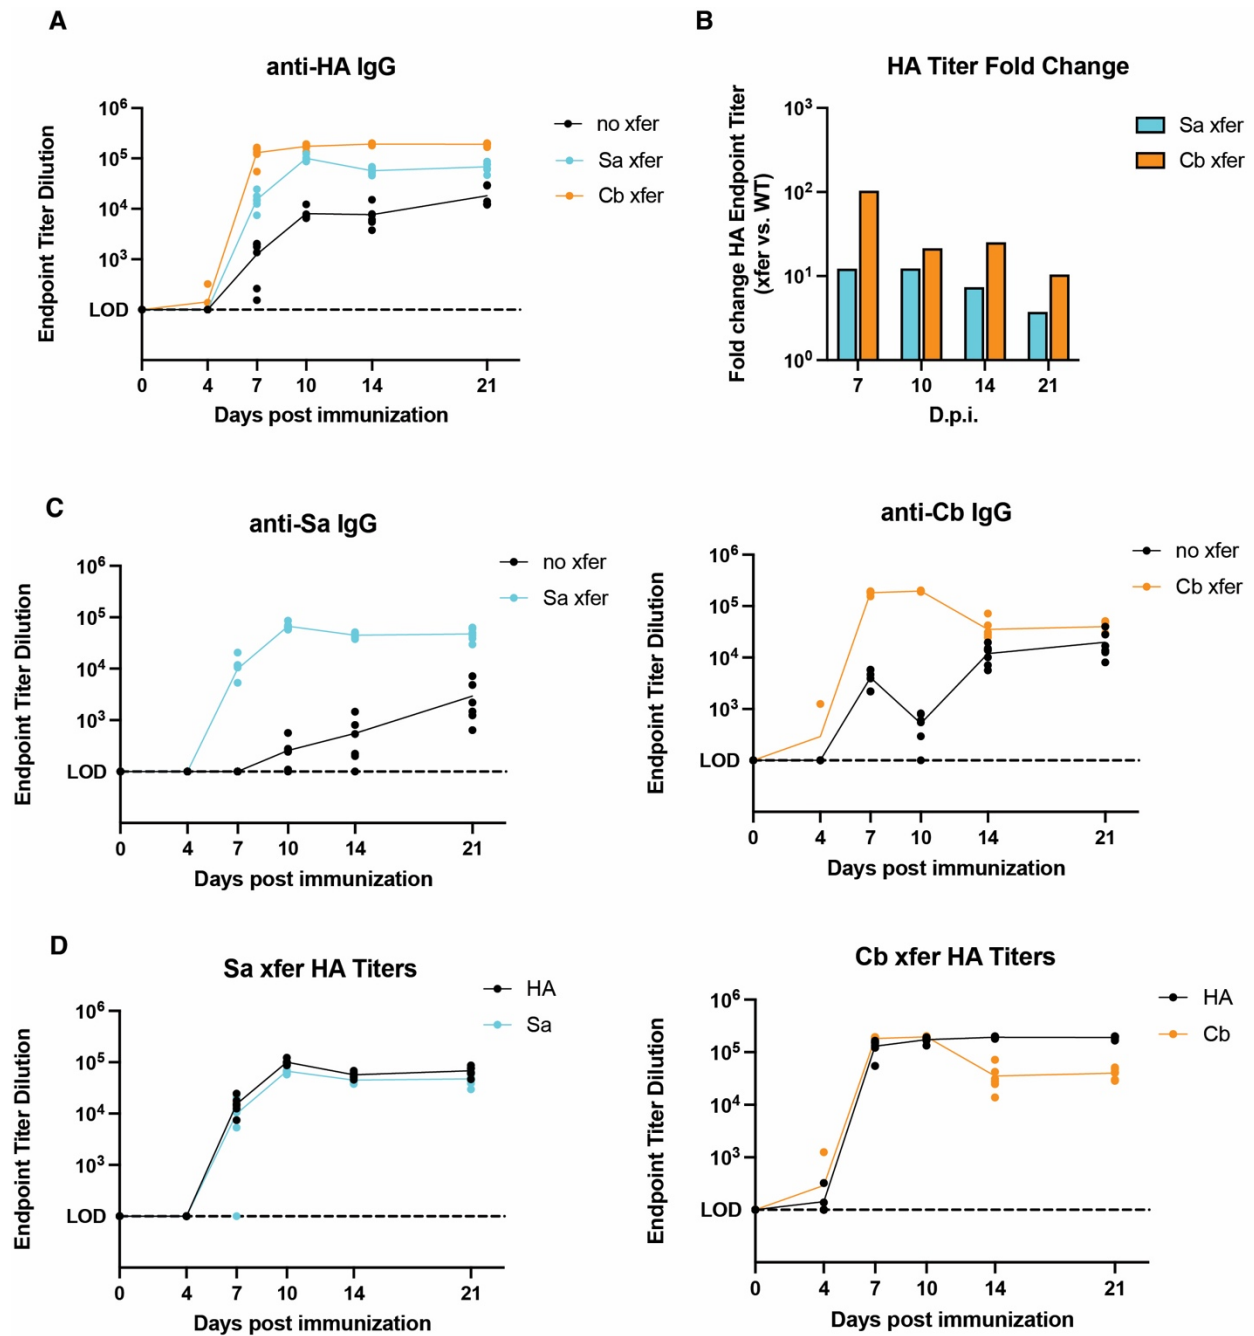 A
anti-HA IgG
Endpoint Titer Dilution
10⁶
10⁵
10⁴
10³
LOD
0 4 7 10 14 21
Days post immunization
no xfer
Sa xfer
Cb xfer
B
HA Titer Fold Change
Fold change HA Endpoint Titer
(xfer vs. WT)
10³
10²
10¹
10⁰
7 10 14 21
D.p.i.
Sa xfer
Cb xfer
C
anti-Sa IgG
Endpoint Titer Dilution
10⁶
10⁵
10⁴
10³
LOD
0 4 7 10 14 21
Days post immunization
no xfer
Sa xfer
anti-Cb IgG
Endpoint Titer Dilution
10⁶
10⁵
10⁴
10³
LOD
0 4 7 10 14 21
Days post immunization
no xfer
Cb xfer
D
Sa xfer HA Titers
Endpoint Titer Dilution
10⁶
10⁵
10⁴
10³
LOD
0 4 7 10 14 21
Days post immunization
HA
Sa
Cb xfer HA Titers
Endpoint Titer Dilution
10⁶
10⁵
10⁴
10³
LOD
0 4 7 10 14 21
Days post immunization
HA
Cb